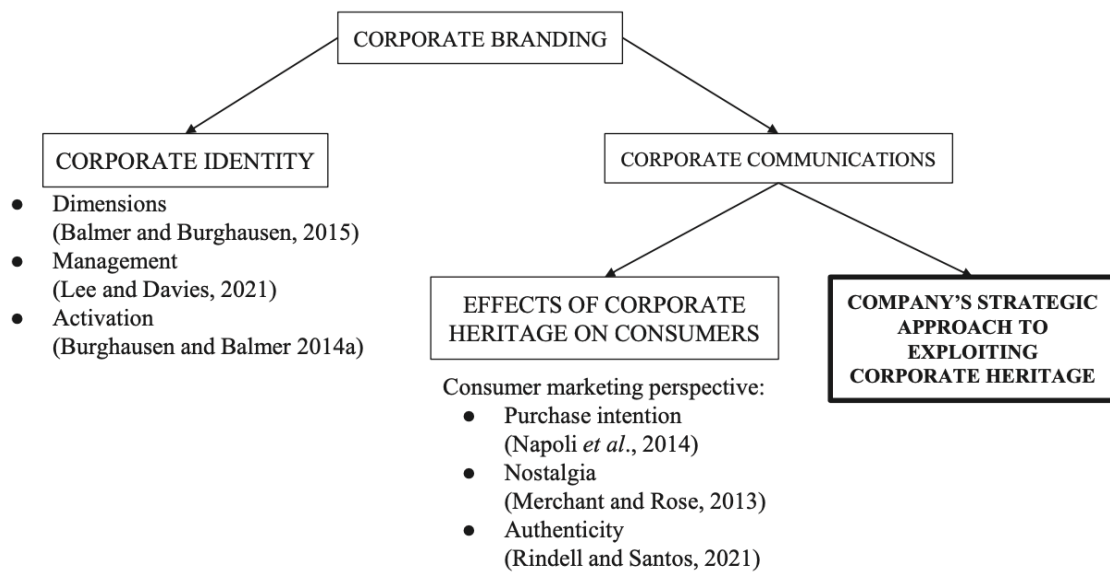 CORPORATE BRANDING
CORPORATE IDENTITY
● Dimensions
(Balmer and Burghausen, 2015)
● Management
(Lee and Davies, 2021)
● Activation
(Burghausen and Balmer 2014a)
CORPORATE COMMUNICATIONS
EFFECTS OF CORPORATE
HERITAGE ON CONSUMERS
Consumer marketing perspective:
● Purchase intention
(Napoli et al., 2014)
● Nostalgia
(Merchant and Rose, 2013)
● Authenticity
(Rindell and Santos, 2021)
COMPANY’S STRATEGIC
APPROACH TO
EXPLOITING
CORPORATE HERITAGE